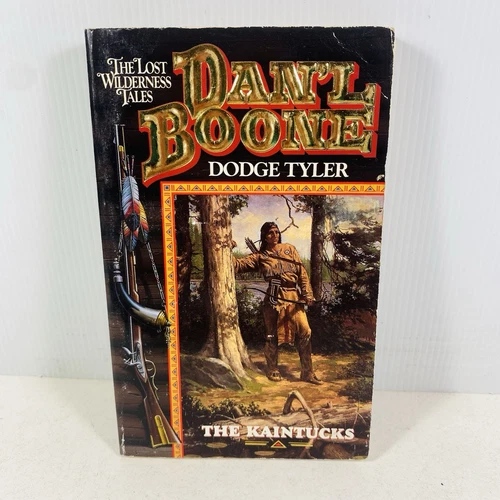 THE LOST
WILDERNESS
TALES
DAN'L
BOONE
DODGE TYLER
THE KAINTUCKS